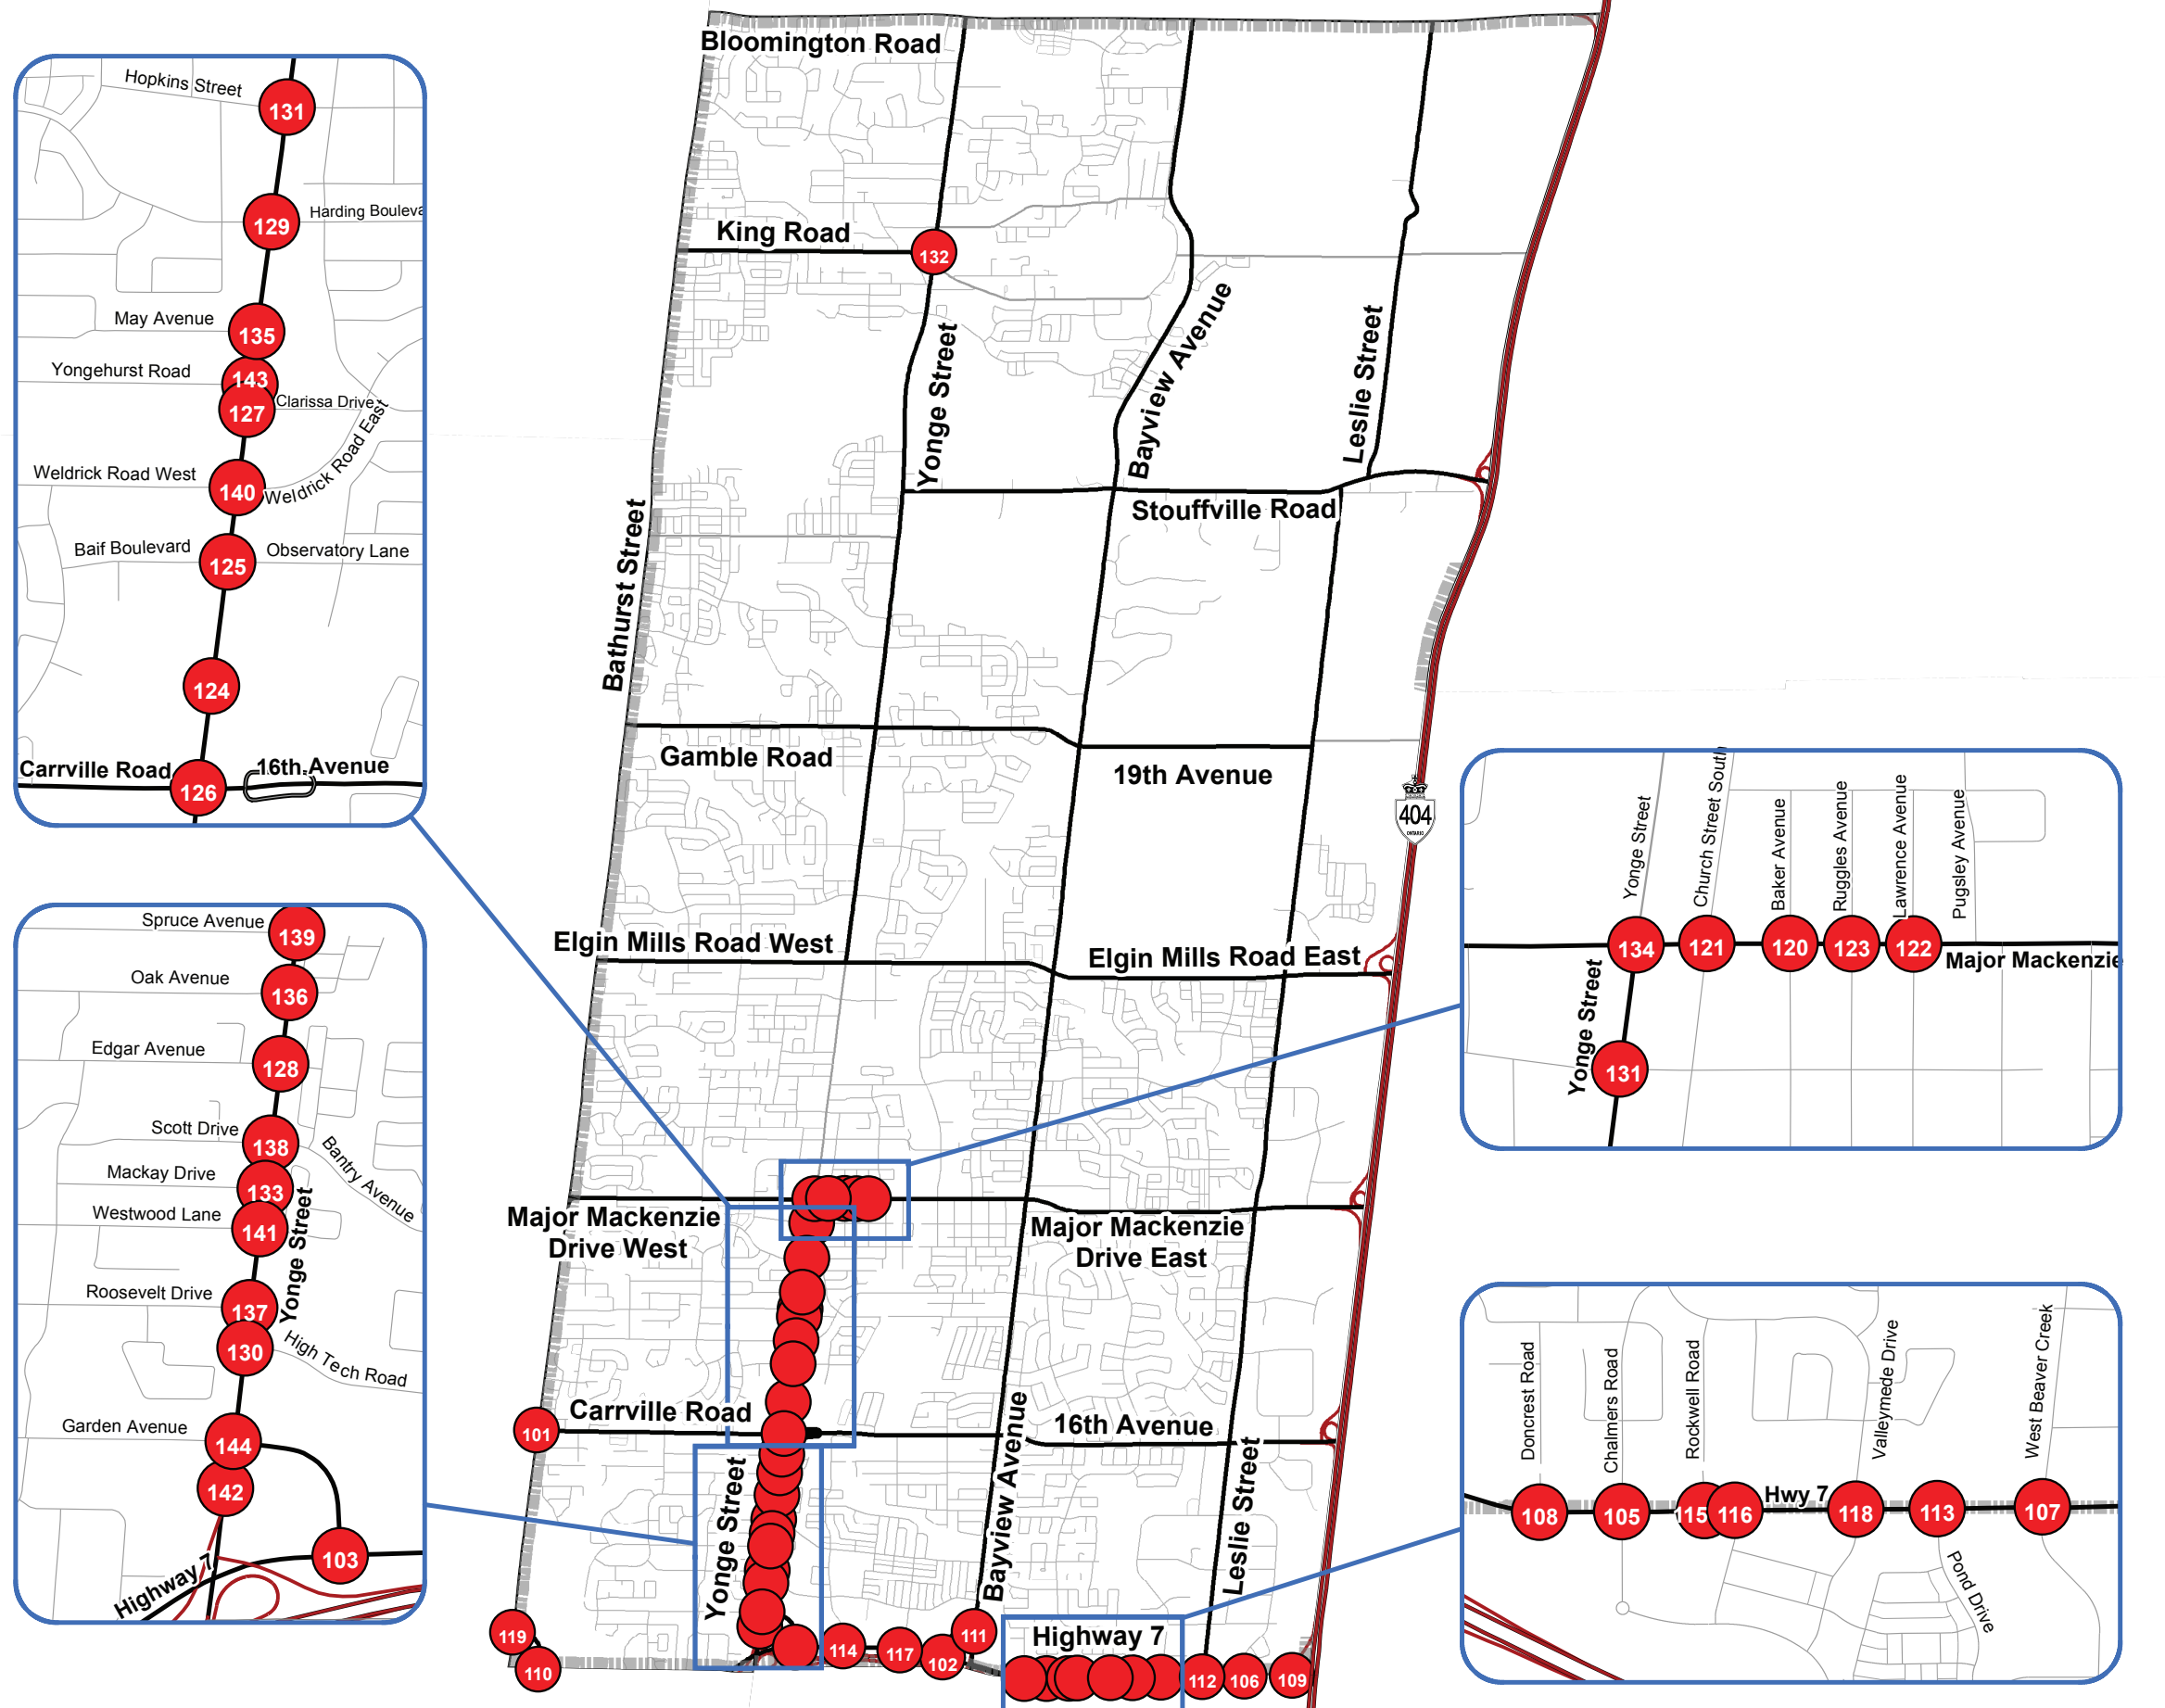 Hopkins Street
131
129
Harding Bouleva
May Avenue
135
Yongehurst Road
143
127
Clarissa Drive
Weldrick Road West
140
Weldrick Road East
Baif Boulevard
125
Observatory Lane
124
Carrville Road
126
16th Avenue
Spruce Avenue
139
Oak Avenue
136
Edgar Avenue
128
Scott Drive
138
Bantry Avenue
Mackay Drive
133
Westwood Lane
141
Yonge Street
Roosevelt Drive
137
130
High Tech Road
Garden Avenue
144
142
103
Highway 7
Bloomington Road
King Road
132
Yonge Street
Bayview Avenue
Leslie Street
Stouffville Road
Bathurst Street
Gamble Road
19th Avenue
404
ONTARIO
Elgin Mills Road West
Elgin Mills Road East
Major Mackenzie
Drive West
Major Mackenzie
Drive East
101
Carrville Road
16th Avenue
Yonge Street
Bayview Avenue
Leslie Street
119
110
114
117
102
111
Highway 7
112
106
109
Yonge Street
Church Street South
Baker Avenue
Ruggles Avenue
Lawrence Avenue
Pugsley Avenue
134
121
120
123
122
Major Mackenzie
Yonge Street
131
Doncrest Road
Chalmers Road
Rockwell Road
Valleymede Drive
West Beaver Creek
108
105
115
116
Hwy 7
118
113
107
Pond Drive